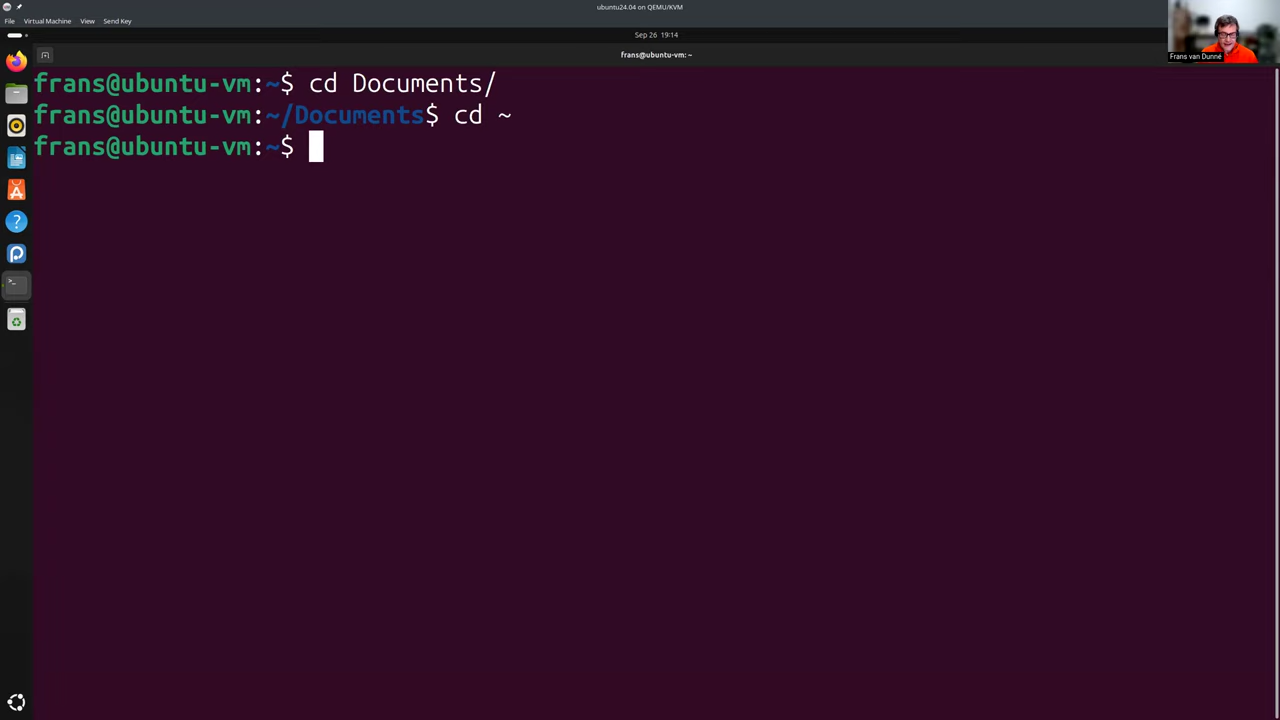 ubuntu24.04 on QEMU/KVM
File Virtual Machine View Send Key
Sep 26 19:14
frans@ubuntu-vm: ~
Frans van Dunné
frans@ubuntu-vm:~$ cd Documents/
frans@ubuntu-vm:~/Documents$ cd ~
frans@ubuntu-vm:~$